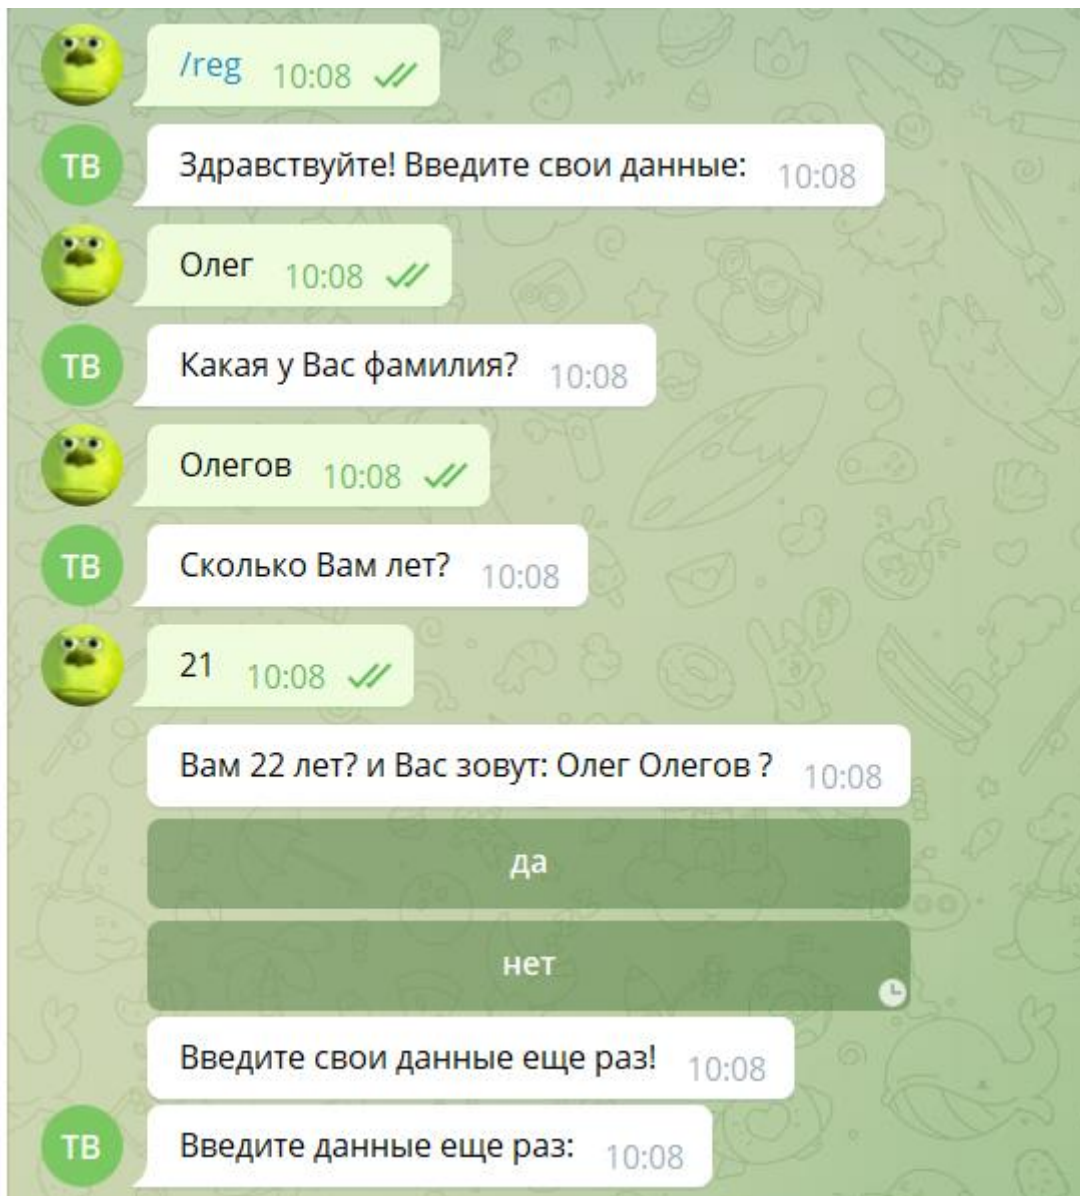 /reg 10:08
ТВ
Здравствуйте! Введите свои данные: 10:08
Олег 10:08
ТВ
Какая у Вас фамилия? 10:08
Олегов 10:08
ТВ
Сколько Вам лет? 10:08
21 10:08
Вам 22 лет? и Вас зовут: Олег Олегов ? 10:08
да
нет
Введите свои данные еще раз! 10:08
ТВ
Введите данные еще раз: 10:08